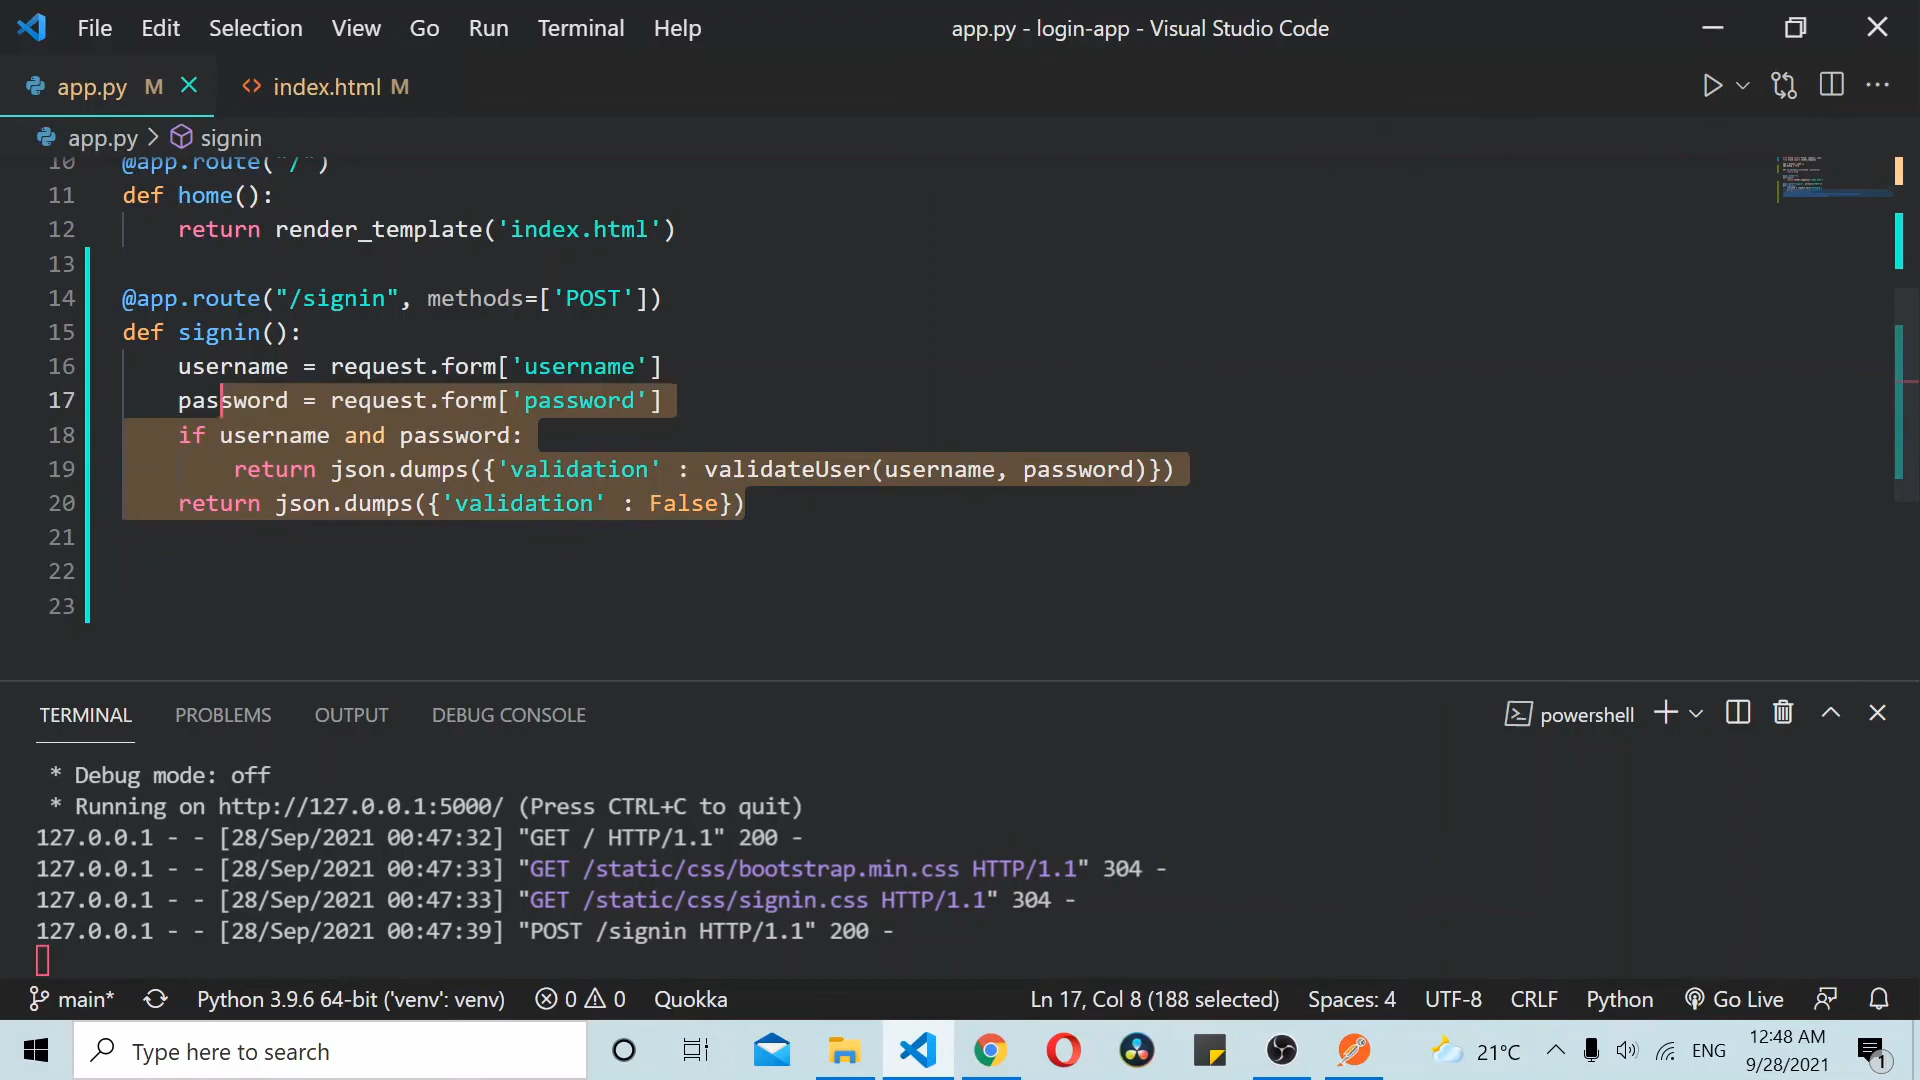 File Edit Selection View Go Run Terminal Help app.py - login-app - Visual Studio Code
app.py M index.html M
app.py > signin
10 @app.route("/")
11 def home():
12 return render_template('index.html')
13
14 @app.route("/signin", methods=['POST'])
15 def signin():
16 username = request.form['username']
17 password = request.form['password']
18 if username and password:
19 return json.dumps({'validation' : validateUser(username, password)})
20 return json.dumps({'validation' : False})
21
22
23
TERMINAL PROBLEMS OUTPUT DEBUG CONSOLE powershell
* Debug mode: off
* Running on http://127.0.0.1:5000/ (Press CTRL+C to quit)
127.0.0.1 - - [28/Sep/2021 00:47:32] "GET / HTTP/1.1" 200 -
127.0.0.1 - - [28/Sep/2021 00:47:33] "GET /static/css/bootstrap.min.css HTTP/1.1" 304 -
127.0.0.1 - - [28/Sep/2021 00:47:33] "GET /static/css/signin.css HTTP/1.1" 304 -
127.0.0.1 - - [28/Sep/2021 00:47:39] "POST /signin HTTP/1.1" 200 -
main* Python 3.9.6 64-bit ('venv': venv) 0 0 Quokka Ln 17, Col 8 (188 selected) Spaces: 4 UTF-8 CRLF Python Go Live
Type here to search 21°C ENG 12:48 AM
9/28/2021 1